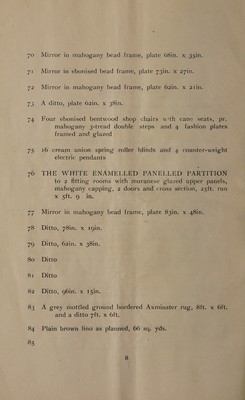 70 Mirror in mahogany bead frame, plate 68in. x 35in.
71 Mirror in ebonised bead frame, plate 73in. x 27in.
72 Mirror in mahogany bead frame, plate 62in. x 21in.
73 A ditto, plate 62in. x 38in.
74 Four ebonised bentwood shop chairs with cane seats, pr.
mahogany 3-tread double steps and 4 fashion plates
framed and glazed
75 16 cream union spring roller blinds and 4 counter-weight
electric pendants
76 THE WHITE ENAMELLED PANELLED PARTITION
to 2 fitting rooms with muranese glazed upper panels,
mahogany capping, 2 doors and cross section, 25ft. run
x 5ft. 9 in.
77 Mirror in mahogany bead frame, plate 83in. x 48in.
78 Ditto, 78in. x 19in.
79 Ditto, 62in. x 38in.
80 Ditto
81 Ditto
82 Ditto, 96in. x 15in.
83 A grey mottled ground bordered Axminster rug, 8ft. x 6ft.
and a ditto 7ft. x 6ft.
84 Plain brown lino as planned, 66 sq. yds.
85
8